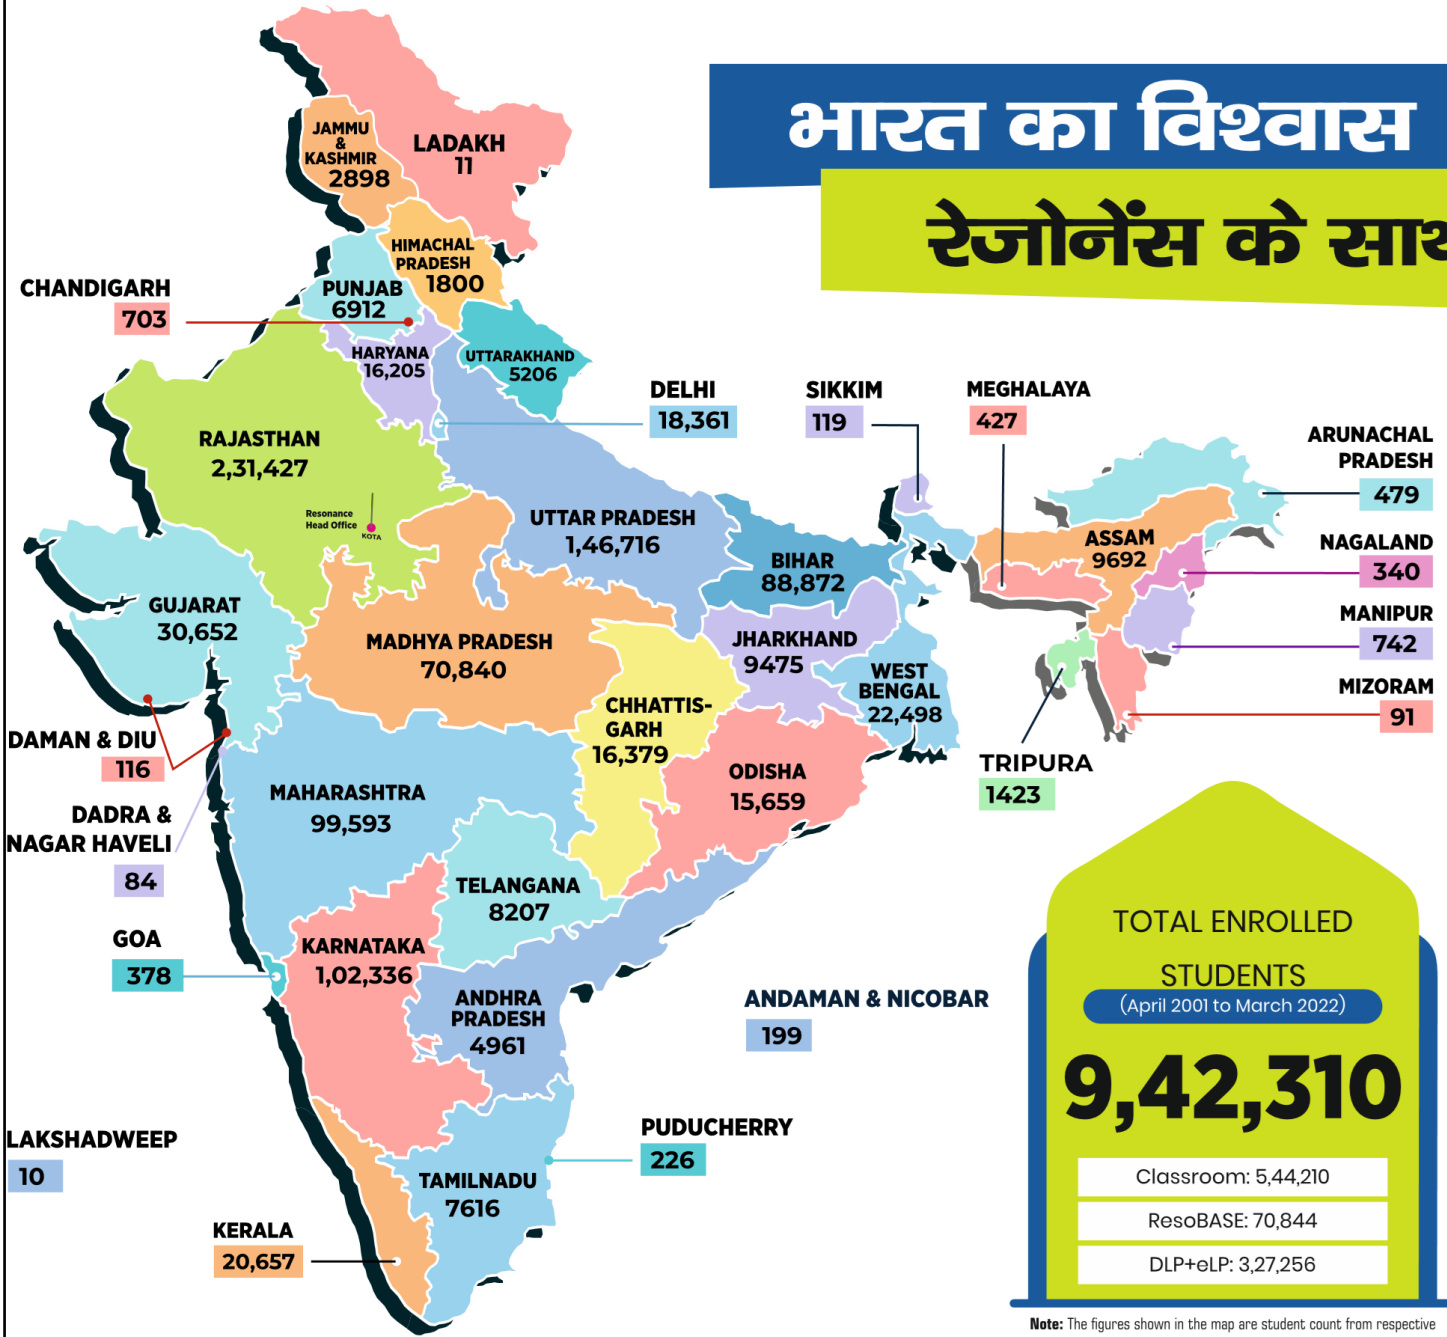 भारत का विश्वास
रेजोनेंस के
JAMMU
&
KASHMIR
2898
LADAKH
11
HIMACHAL
PRADESH
1800
PUNJAB
6912
CHANDIGARH
703
HARYANA
16,205
UTTARAKHAND
5206
DELHI
18,361
SIKKIM
119
MEGHALAYA
427
ARUNACHAL
PRADESH
479
RAJASTHAN
2,31,427
Resonance
Head Office
KOTA
UTTAR PRADESH
1,46,716
BIHAR
88,872
ASSAM
9692
NAGALAND
340
GUJARAT
30,652
MADHYA PRADESH
70,840
JHARKHAND
9475
MANIPUR
742
WEST
BENGAL
22,498
MIZORAM
91
CHHATTIS-
GARH
16,379
DAMAN & DIU
116
ODISHA
15,659
TRIPURA
1423
MAHARASHTRA
99,593
DADRA &
NAGAR HAVELI
84
TELANGANA
8207
GOA
378
KARNATAKA
1,02,336
ANDHRA
PRADESH
4961
ANDAMAN & NICOBAR
199
LAKSHADWEEP
10
PUDUCHERRY
226
TAMILNADU
7616
KERALA
20,657
TOTAL ENROLLED
STUDENTS
(April 2001 to March 2022)
9,42,310
Classroom: 5,44,210
ResoBASE: 70,844
DLP+eLP: 3,27,256
Note: The figures shown in the map are student count from respective